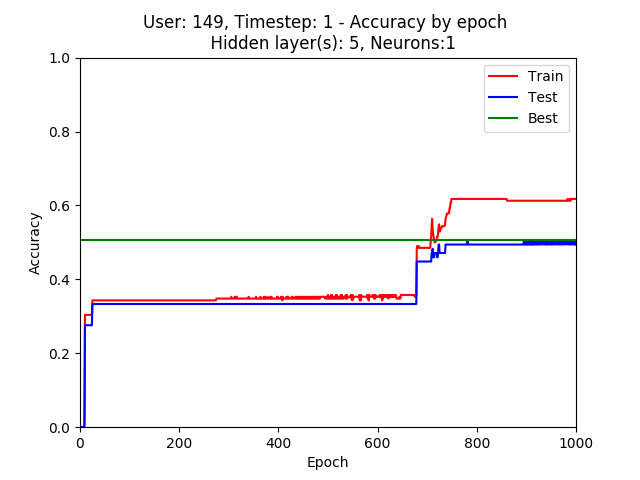 User: 149, Timestep: 1 - Accuracy by epoch
Hidden layer(s): 5, Neurons:1
1.0
0.8
0.6
0.4
0.2
0.0
Accuracy
Train
Test
Best
0 200 400 600 800 1000
Epoch